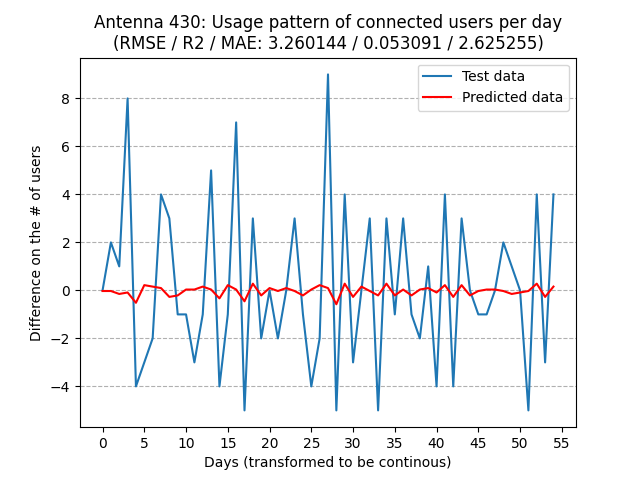 Antenna 430: Usage pattern of connected users per day
(RMSE / R2 / MAE: 3.260144 / 0.053091 / 2.625255)
Test data
Predicted data
Difference on the # of users
8
6
4
2
0
−2
−4
0 5 10 15 20 25 30 35 40 45 50 55
Days (transformed to be continous)